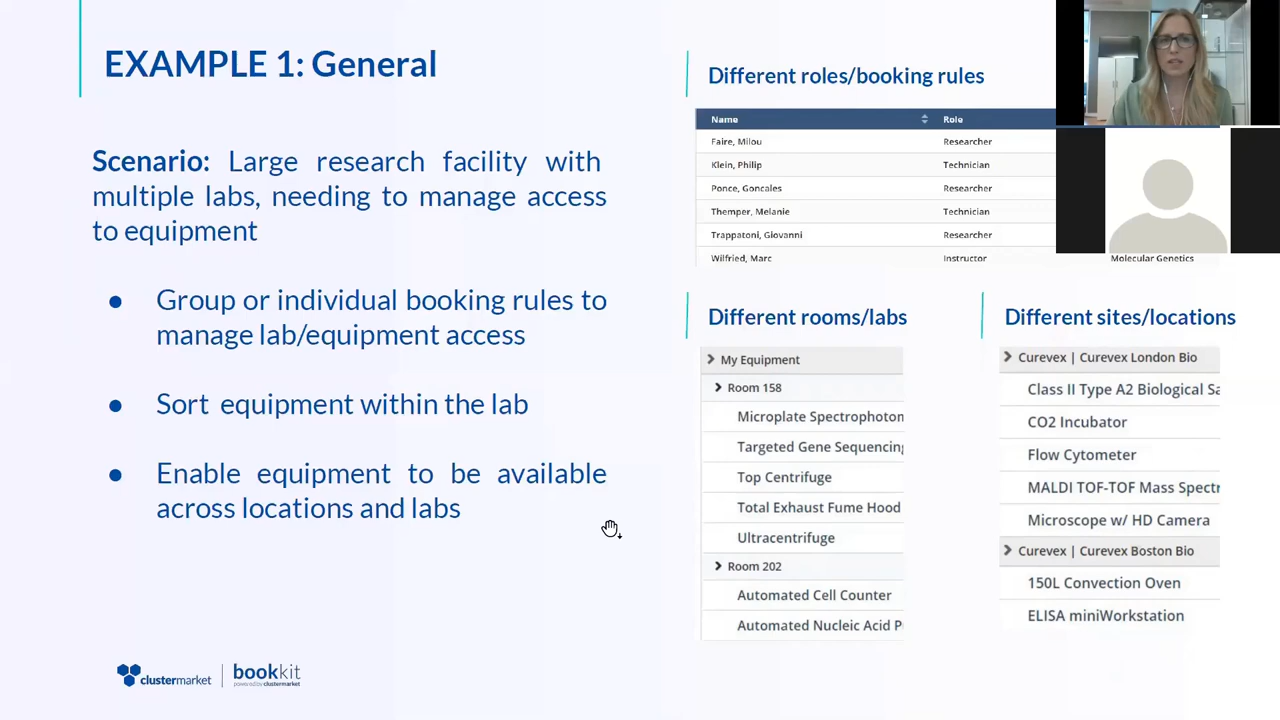 EXAMPLE 1: General
Scenario: Large research facility with
multiple labs, needing to manage access
to equipment
● Group or individual booking rules to
manage lab/equipment access
● Sort equipment within the lab
● Enable equipment to be available
across locations and labs
clustermarket
bookkit
powered by clustermarket
Different roles/booking rules
Name Role
Faire, Milou Researcher
Klein, Philip Technician
Ponce, Goncales Researcher
Themper, Melanie Technician
Trappatoni, Giovanni Researcher
Wilfried, Marc Instructor Molecular Genetics
Different rooms/labs
My Equipment
Room 158
Microplate Spectrophoton
Targeted Gene Sequencing
Top Centrifuge
Total Exhaust Fume Hood
Ultracentrifuge
Room 202
Automated Cell Counter
Automated Nucleic Acid P
Different sites/locations
Curevex | Curevex London Bio
Class II Type A2 Biological Sa
CO2 Incubator
Flow Cytometer
MALDI TOF-TOF Mass Spectr
Microscope w/ HD Camera
Curevex | Curevex Boston Bio
150L Convection Oven
ELISA miniWorkstation